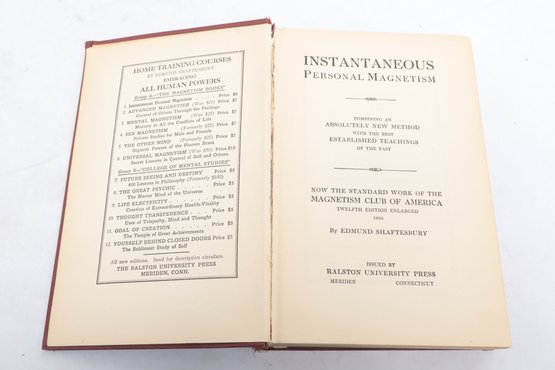 HOME TRAINING COURSES
BY EDMUND SHAFTESBURY
EMBRACING
ALL HUMAN POWERS
Group A—"THE MAGNETISM BOOKS"
1. Instantaneous Personal Magnetism . . . . . Price $5
2. ADVANCED MAGNETISM (Was $25) Price $7
Control of Others Through the Feelings
3. MENTAL MAGNETISM (Was $25) Price $7
Mastery in All the Conflicts of Life
4. SEX MAGNETISM (Formerly $25) Price $7
Private Studies for Male and Female
5. THE OTHER MIND (Formerly $25) Price $7
Gigantic Powers of the Human Brain
6. UNIVERSAL MAGNETISM (Was $50) Price $10
Secret Lessons in Control of Self and Others
Group B—"COLLEGE OF MENTAL STUDIES"
7. FUTURE SEEING AND DESTINY Price $5
Lessons in Philosophy (Formerly $100)
8. THE GREAT PSYCHIC . . . . . Price $5
The Master Mind of the Universe
9. LIFE ELECTRICITY . . . . . Price $5
Creation of Extraordinary Health-Vitality
10. THOUGHT TRANSFERENCE . . Price $5
Uses of Telepathy, Mind and Thought
11. GOAL OF CREATION . . . . . Price $5
The Temple of Great Achievements
12. YOURSELF BEHIND CLOSED DOORS Price $5
The Sublimest Study of Self
All new editions. Send for descriptive circulars.
THE RALSTON UNIVERSITY PRESS
MERIDEN, CONN.
INSTANTANEOUS
PERSONAL MAGNETISM
COMBINING AN
ABSOLUTELY NEW METHOD
WITH THE BEST
ESTABLISHED TEACHINGS
OF THE PAST
NOW THE STANDARD WORK OF THE
MAGNETISM CLUB OF AMERICA
TWELFTH EDITION ENLARGED
By EDMUND SHAFTESBURY
ISSUED BY
RALSTON UNIVERSITY PRESS
MERIDEN CONNECTICUT